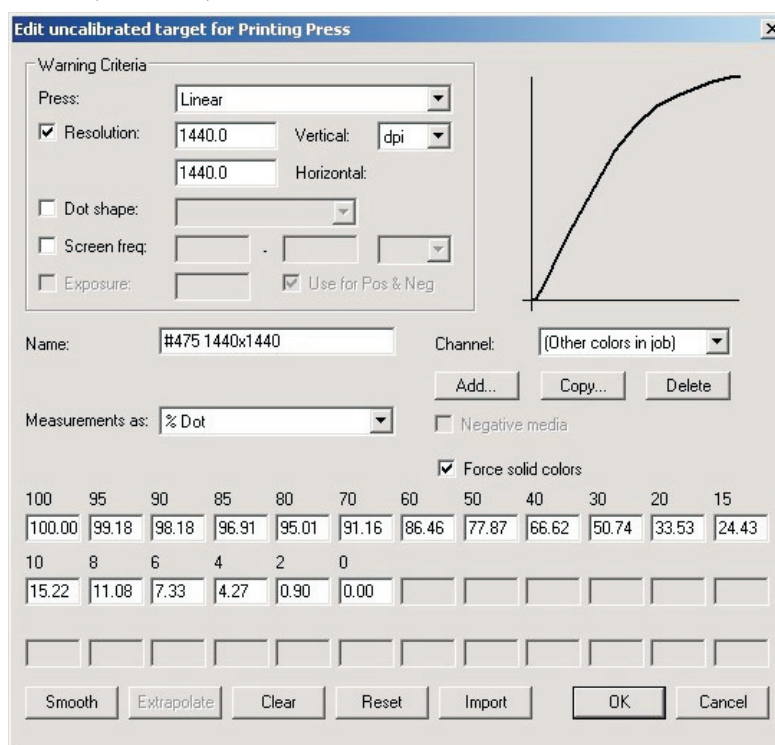 Edit uncalibrated target for Printing Press
Warning Criteria
Press: Linear
Resolution: 1440.0 Vertical: dpi
1440.0 Horizontal:
Dot shape:
Screen freq: -
Exposure: Use for Pos & Neg
Name: #475 1440x1440 Channel: (Other colors in job)
Add... Copy... Delete
Measurements as: % Dot Negative media
Force solid colors
100 95 90 85 80 70 60 50 40 30 20 15
100.00 99.18 98.18 96.91 95.01 91.16 86.46 77.87 66.62 50.74 33.53 24.43
10 8 6 4 2 0
15.22 11.08 7.33 4.27 0.90 0.00
Smooth Extrapolate Clear Reset Import OK Cancel